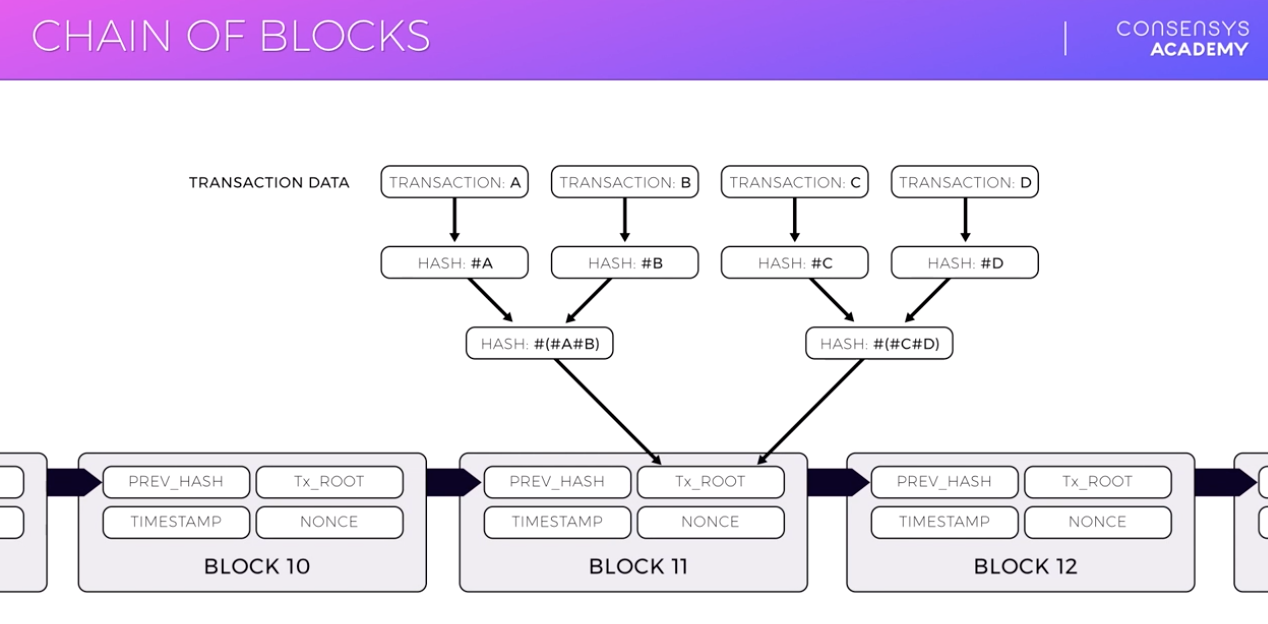 CHAIN OF BLOCKS
CONSENSYS
ACADEMY
TRANSACTION DATA
TRANSACTION: A
TRANSACTION: B
TRANSACTION: C
TRANSACTION: D
HASH: #A
HASH: #B
HASH: #C
HASH: #D
HASH: #(#A#B)
HASH: #(#C#D)
PREV_HASH
Tx_ROOT
TIMESTAMP
NONCE
BLOCK 10
PREV_HASH
Tx_ROOT
TIMESTAMP
NONCE
BLOCK 11
PREV_HASH
Tx_ROOT
TIMESTAMP
NONCE
BLOCK 12